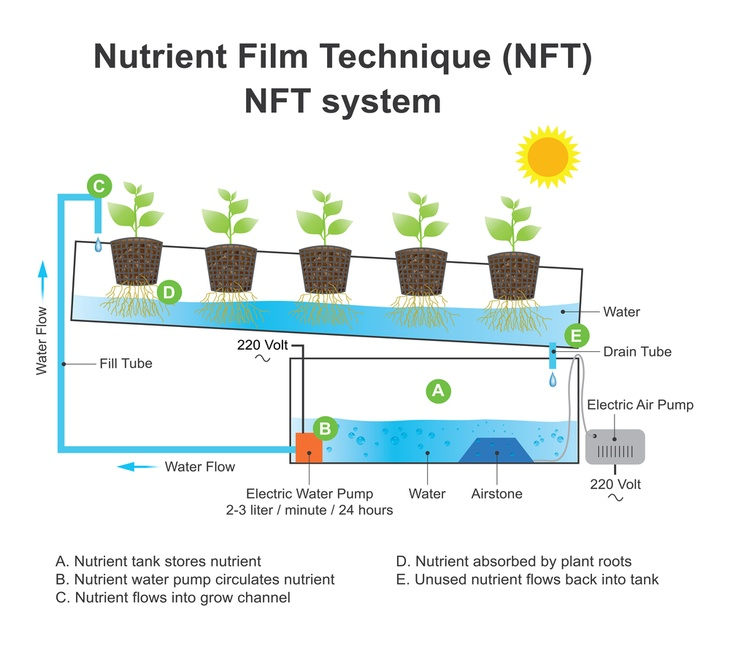 Nutrient Film Technique (NFT)
NFT system
C
D
Water
E
Water Flow
220 Volt
Drain Tube
Fill Tube
A
Electric Air Pump
B
Water Flow
220 Volt
Electric Water Pump
2-3 liter / minute / 24 hours
Water
Airstone
A. Nutrient tank stores nutrient
B. Nutrient water pump circulates nutrient
C. Nutrient flows into grow channel
D. Nutrient absorbed by plant roots
E. Unused nutrient flows back into tank